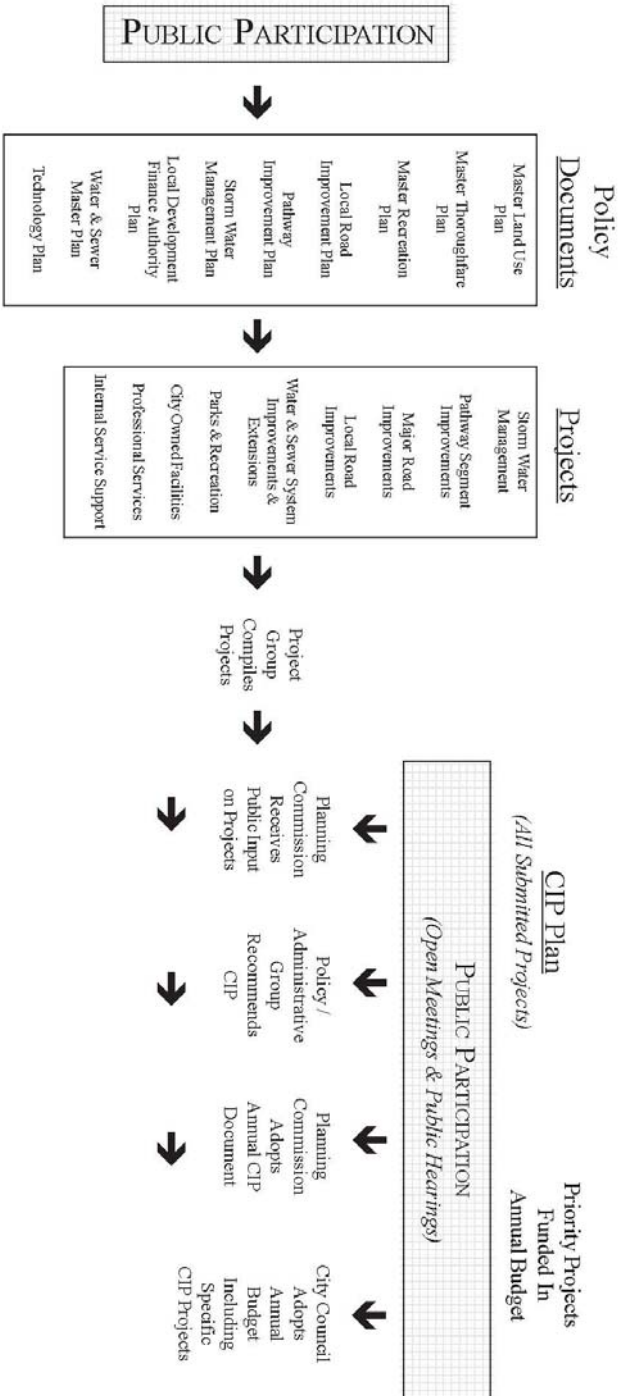 PUBLIC PARTICIPATION
Policy
Documents
Master Land Use
Plan
Master Thoroughfare
Plan
Master Recreation
Plan
Local Road
Improvement Plan
Pathway
Improvement Plan
Storm Water
Management Plan
Local Development
Finance Authority
Plan
Water & Sewer
Master Plan
Technology Plan
Projects
Storm Water
Management
Pathway Segment
Improvements
Major Road
Improvements
Local Road
Improvements
Water & Sewer System
Improvements &
Extensions
Parks & Recreation
City Owned Facilities
Professional Services
Internal Service Support
Project
Group
Compiles
Projects
CIP Plan
(All Submitted Projects)
Priority Projects
Funded In
Annual Budget
PUBLIC PARTICIPATION
(Open Meetings & Public Hearings)
Planning
Commission
Receives
Public Input
on Projects
Policy /
Administrative
Group
Recommends
CIP
Planning
Commission
Adopts
Annual CIP
Document
City Council
Adopts
Annual
Budget
Including
Specific
CIP Projects